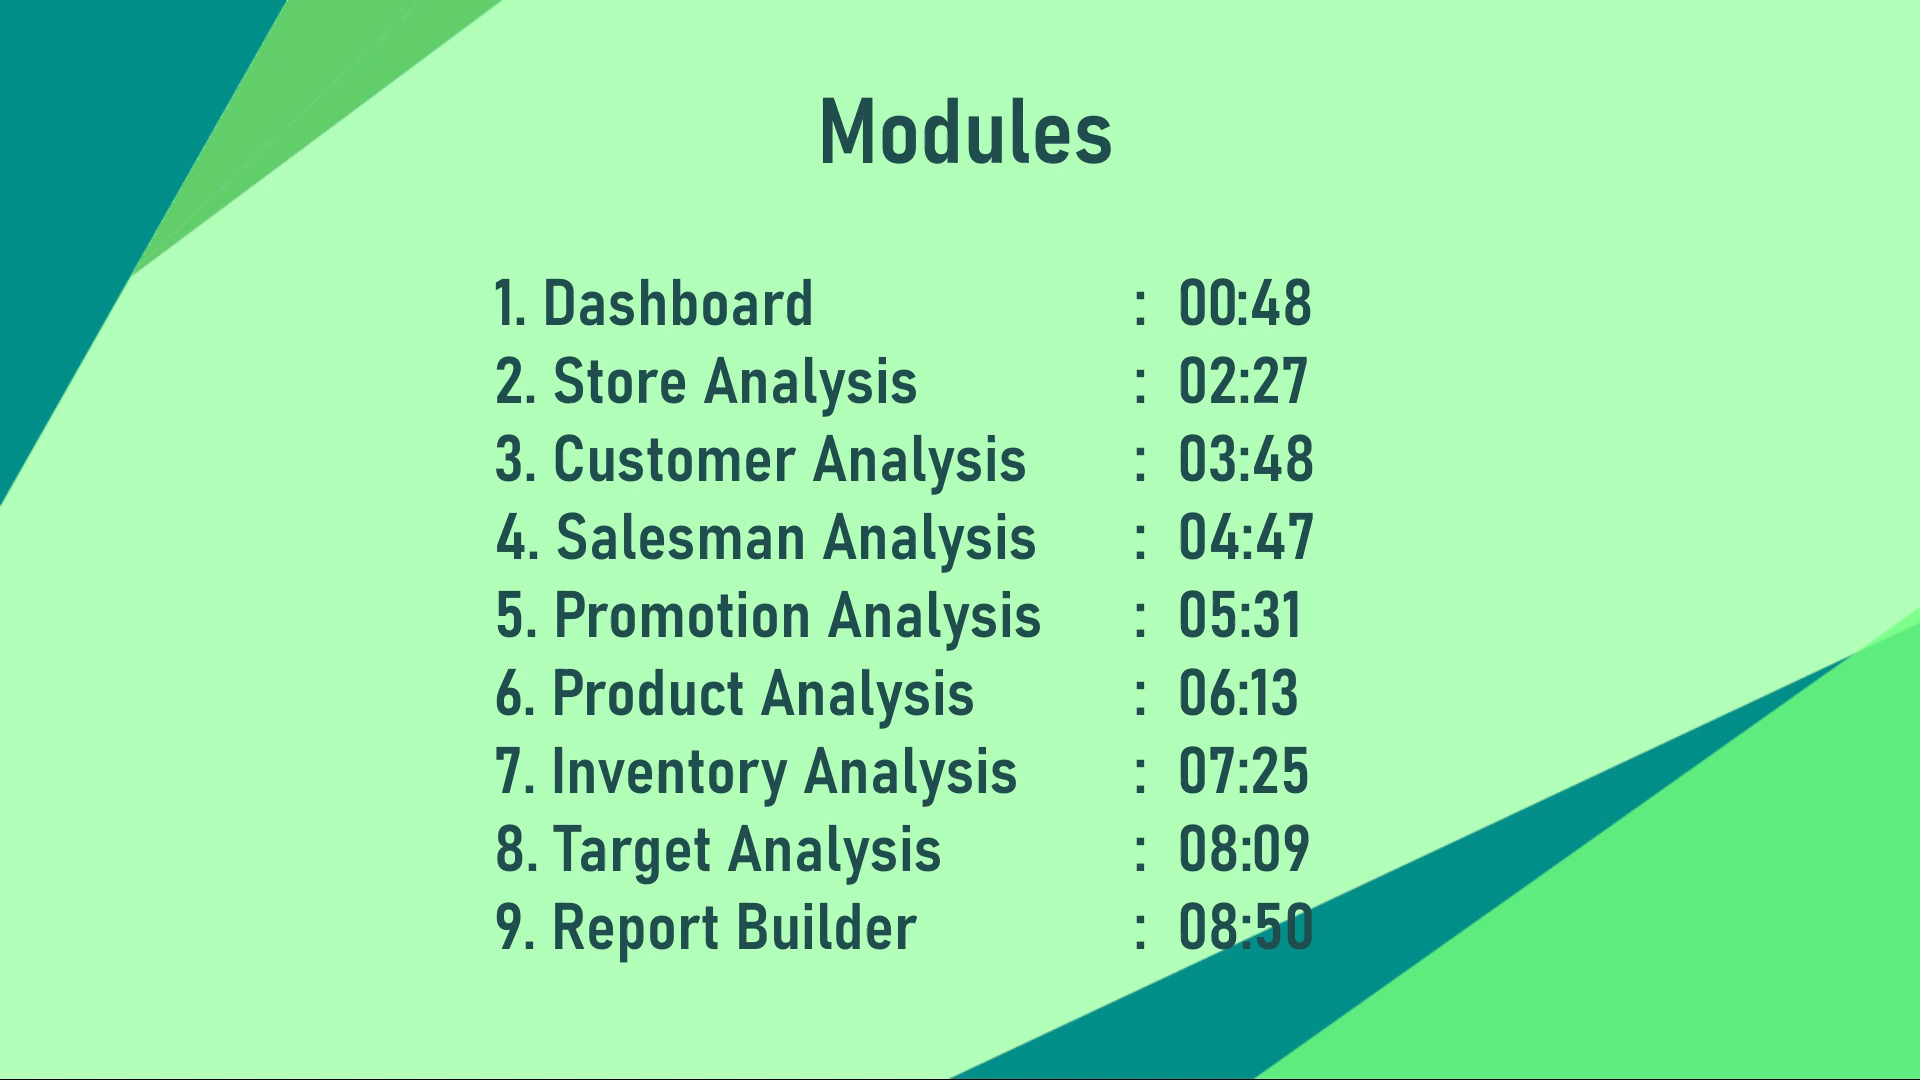 Modules
1. Dashboard : 00:48
2. Store Analysis : 02:27
3. Customer Analysis : 03:48
4. Salesman Analysis : 04:47
5. Promotion Analysis : 05:31
6. Product Analysis : 06:13
7. Inventory Analysis : 07:25
8. Target Analysis : 08:09
9. Report Builder : 08:50